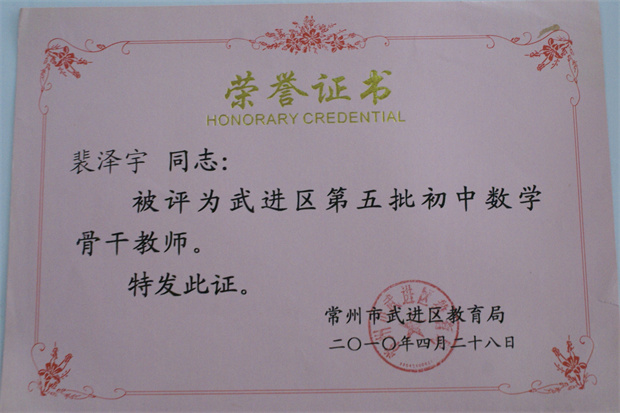 荣誉证书
HONORARY CREDENTIAL
裴泽宇 同志：
被评为武进区第五批初中数学
骨干教师。
特发此证。
常州市武进区教育局
二〇一〇年四月二十八日